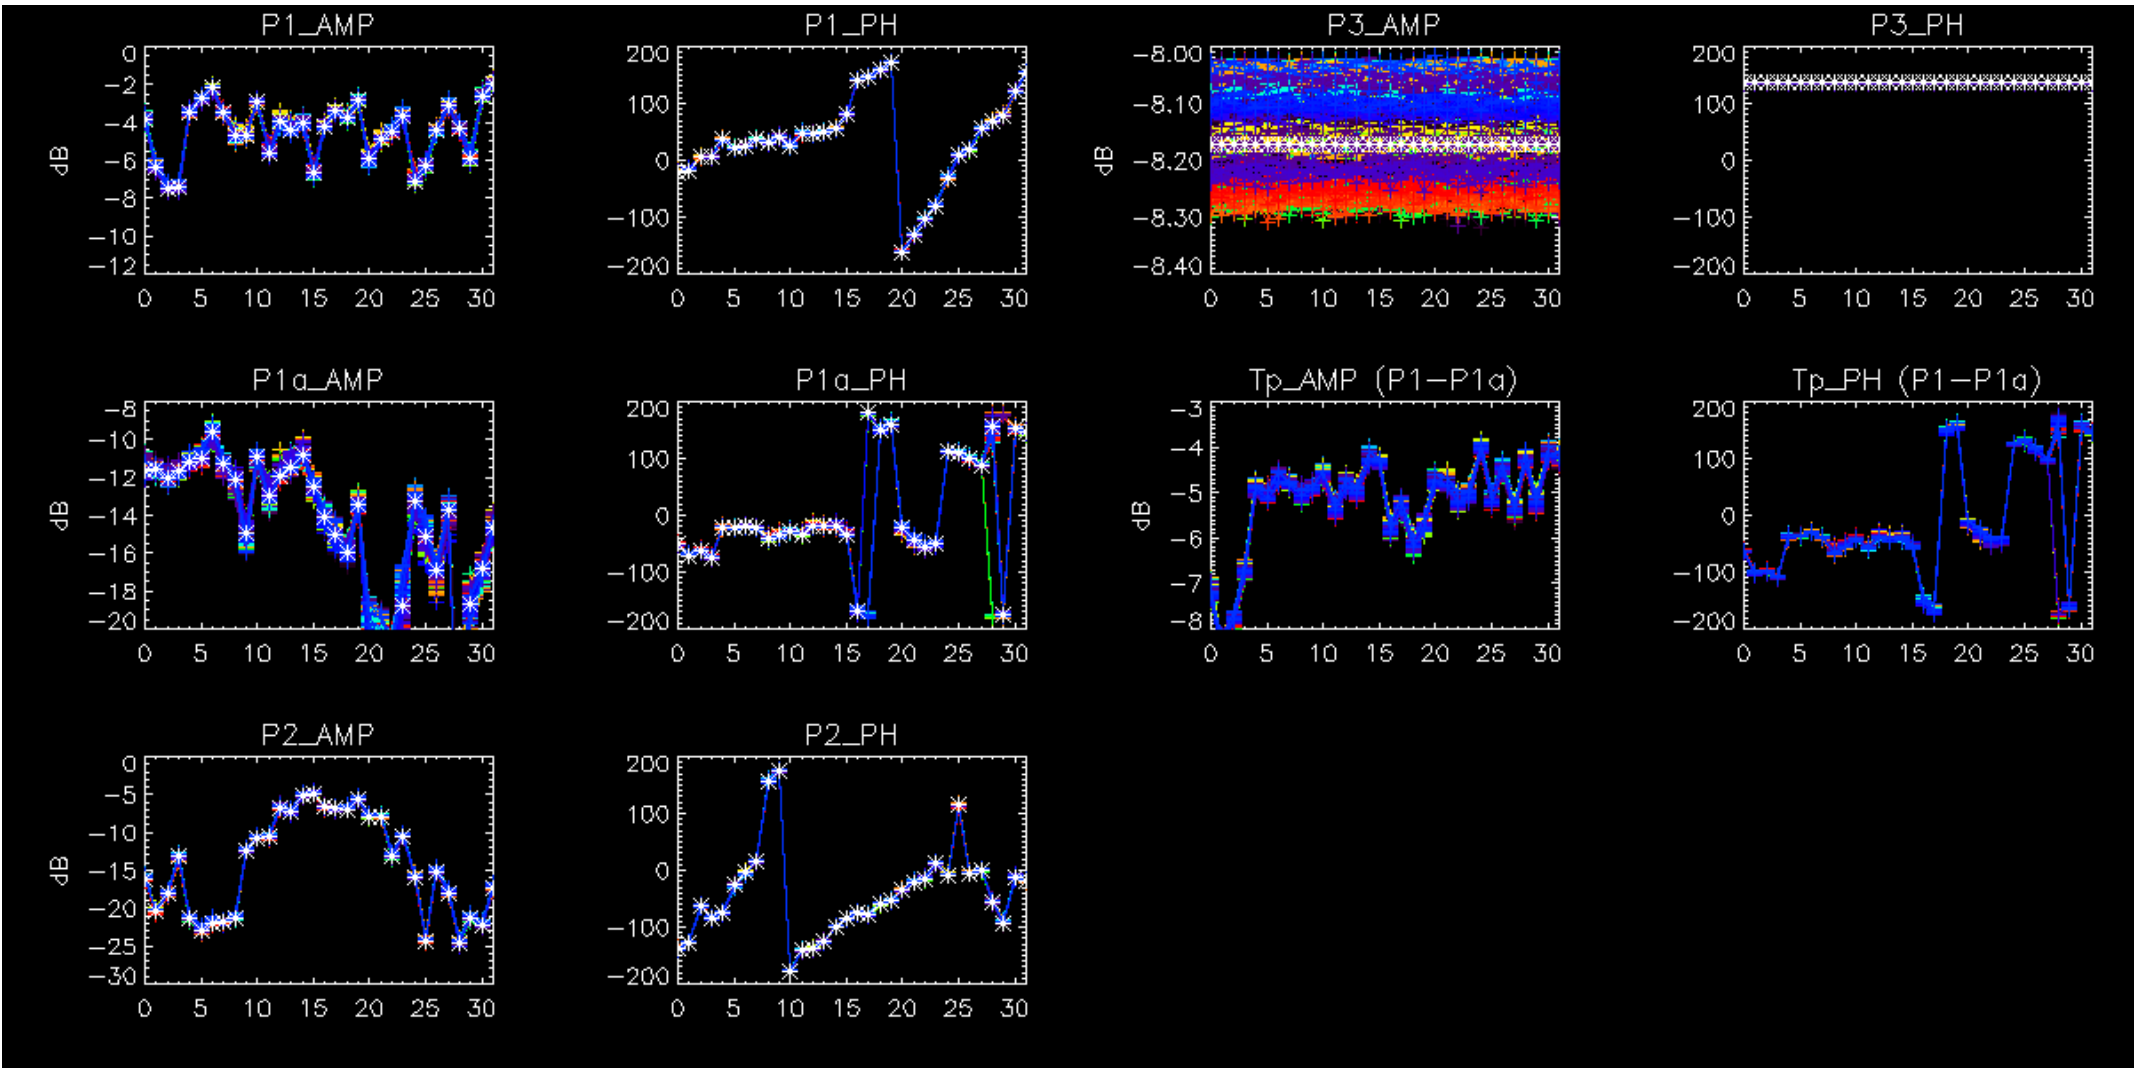 P1_AMP
P1_PH
P3_AMP
P3_PH
0
−2
−4
−6
−8
−10
−12
dB
0 5 10 15 20 25 30
200
100
0
−100
−200
0 5 10 15 20 25 30
−8.00
−8.10
−8.20
−8.30
−8.40
dB
0 5 10 15 20 25 30
200
100
0
−100
−200
0 5 10 15 20 25 30
P1a_AMP
P1a_PH
Tp_AMP (P1−P1a)
Tp_PH (P1−P1a)
−8
−10
−12
−14
−16
−18
−20
dB
0 5 10 15 20 25 30
200
100
0
−100
−200
0 5 10 15 20 25 30
−3
−4
−5
−6
−7
−8
dB
0 5 10 15 20 25 30
200
100
0
−100
−200
0 5 10 15 20 25 30
P2_AMP
P2_PH
0
−5
−10
−15
−20
−25
−30
dB
0 5 10 15 20 25 30
200
100
0
−100
−200
0 5 10 15 20 25 30